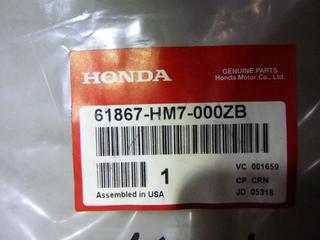 HONDA
GENUINE PARTS
Honda Motor Co., Ltd.
61867-HM7-000ZB
1
Assembled in USA
VC 001659
CP CRN
JD 05318